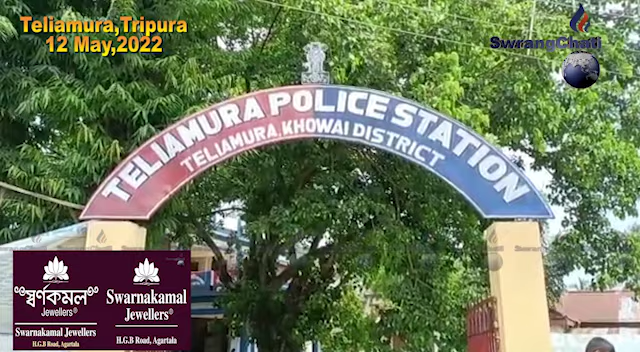 Teliamura,Tripura
12 May,2022
SwrangChati
TELIAMURA POLICE STATION
TELIAMURA, KHOWAI DISTRICT
স্বর্ণকমল
Jewellers®
Swarnakamal Jewellers
H.G.B Road, Agartala
Swarnakamal
Jewellers®
H.G.B Road, Agartala